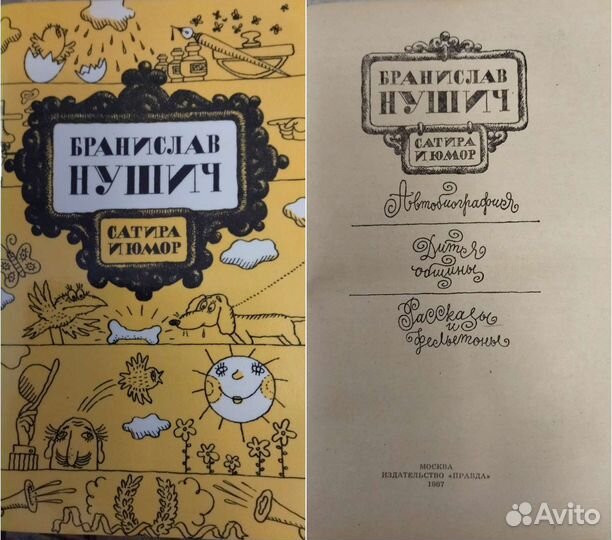 БРАНИСЛАВ
НУШИЧ
САТИРА
И ЮМОР
БРАНИСЛАВ
НУШИЧ
САТИРА
И ЮМОР
Автобиография
Дитя
общины
Рассказы
и
фельетоны
МОСКВА
ИЗДАТЕЛЬСТВО «ПРАВДА»
1987
Avito